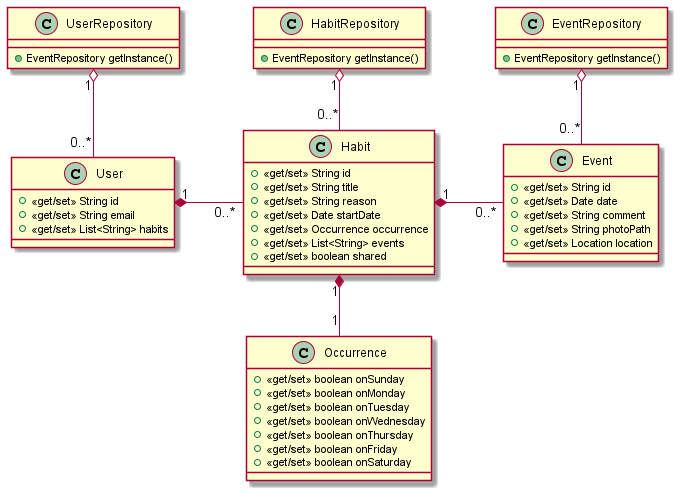 C UserRepository
EventRepository getInstance()
C HabitRepository
EventRepository getInstance()
C EventRepository
EventRepository getInstance()
1
0..*
1
0..*
1
0..*
C User
«get/set» String id
«get/set» String email
«get/set» List<String> habits
1
0..*
C Habit
«get/set» String id
«get/set» String title
«get/set» String reason
«get/set» Date startDate
«get/set» Occurrence occurrence
«get/set» List<String> events
«get/set» boolean shared
1
0..*
C Event
«get/set» String id
«get/set» Date date
«get/set» String comment
«get/set» String photoPath
«get/set» Location location
1
1
C Occurrence
«get/set» boolean onSunday
«get/set» boolean onMonday
«get/set» boolean onTuesday
«get/set» boolean onWednesday
«get/set» boolean onThursday
«get/set» boolean onFriday
«get/set» boolean onSaturday